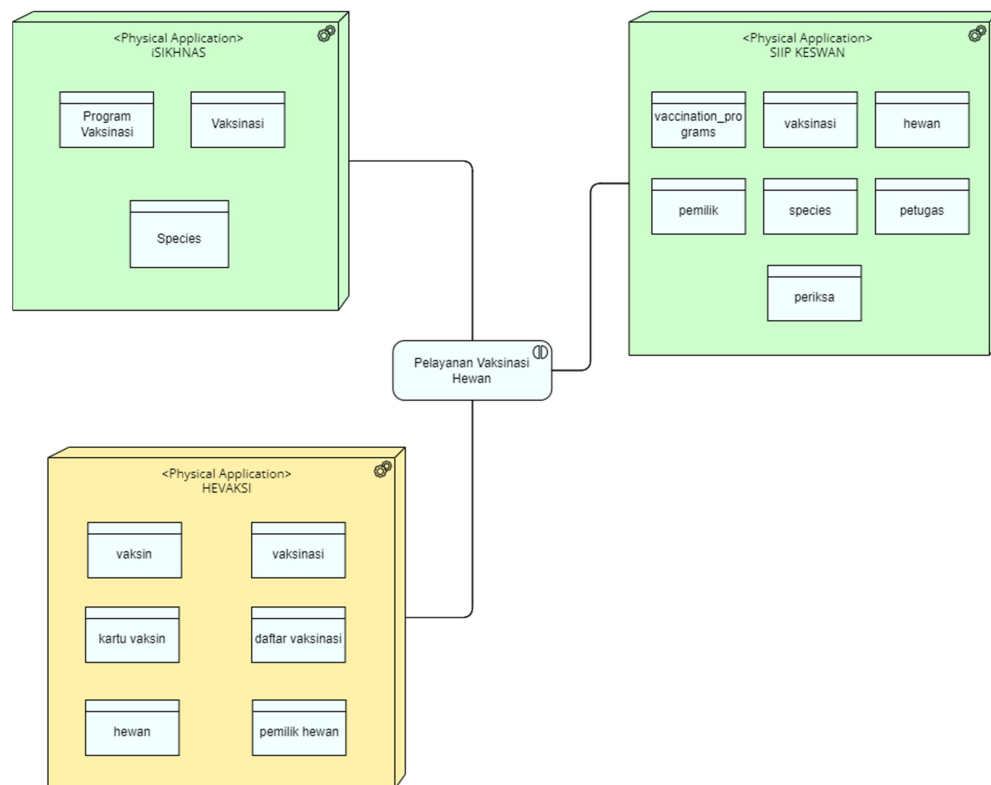 <Physical Application>
iSIKHNAS
Program
Vaksinasi
Vaksinasi
Species
<Physical Application>
SIIP KESWAN
vaccination_pro
grams
vaksinasi
hewan
pemilik
species
petugas
periksa
Pelayanan Vaksinasi
Hewan
<Physical Application>
HEVAKSI
vaksin
vaksinasi
kartu vaksin
daftar vaksinasi
hewan
pemilik hewan